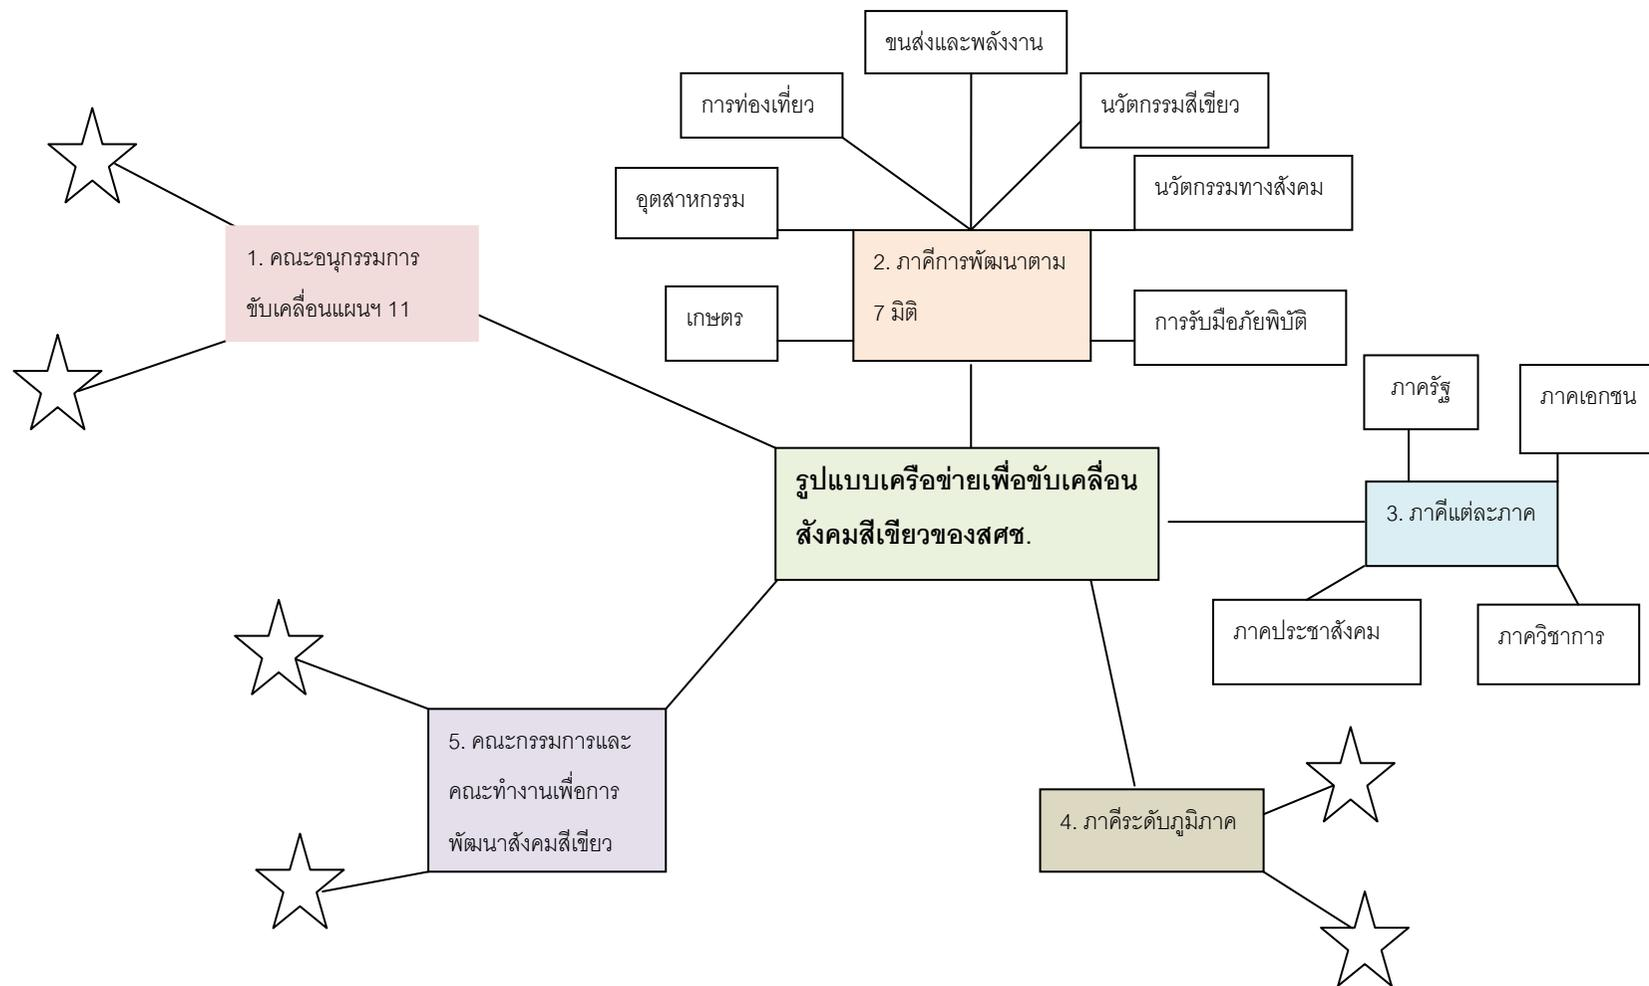 ขนส่งและพลังงาน
การท่องเที่ยว
นวัตกรรมสีเขียว
อุตสาหกรรม
นวัตกรรมทางสังคม
1. คณะอนุกรรมการ
ขับเคลื่อนแผนฯ 11
2. ภาคีการพัฒนาตาม
7 มิติ
เกษตร
การรับมือภัยพิบัติ
ภาครัฐ
ภาคเอกชน
รูปแบบเครือข่ายเพื่อขับเคลื่อน
สังคมสีเขียวของสศช.
3. ภาคีแต่ละภาค
ภาคประชาสังคม
ภาควิชาการ
5. คณะกรรมการและ
คณะทำงานเพื่อการ
พัฒนาสังคมสีเขียว
4. ภาคีระดับภูมิภาค